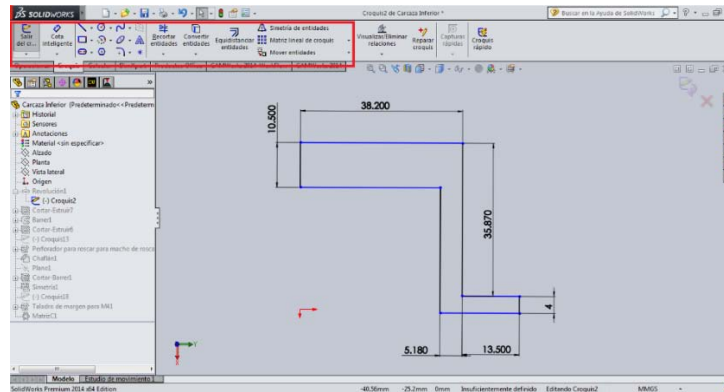 SOLIDWORKS
Croquis2 de Carcaza Inferior *
Buscar en la Ayuda de SolidWorks
Salir del cr...
Cota inteligente
Recortar entidades
Convertir entidades
Equidistanciar entidades
Simetría de entidades
Matriz lineal de croquis
Mover entidades
Visualizar/Eliminar relaciones
Reparar croquis
Capturas rápidas
Croquis rápido
Carcaza Inferior (Predeterminado<<Predeterm
Historial
Sensores
Anotaciones
Material <sin especificar>
Alzado
Planta
Vista lateral
Origen
Revolución1
(-) Croquis2
Cortar-Extruir7
Barrer1
Cortar-Extruir6
(-) Croquis13
Perforador para roscar para macho de rosca
Chaflán1
Plano1
Cortar-Barrer1
Simetría1
(-) Croquis18
Taladro de margen para M41
MatrizC1
38.200
10.500
35.870
4
5.180
13.500
Modelo
Estudio de movimiento 1
SolidWorks Premium 2014 x64 Edition
-40.56mm
-25.2mm
0mm
Insuficientemente definido
Editando Croquis2
MMGS